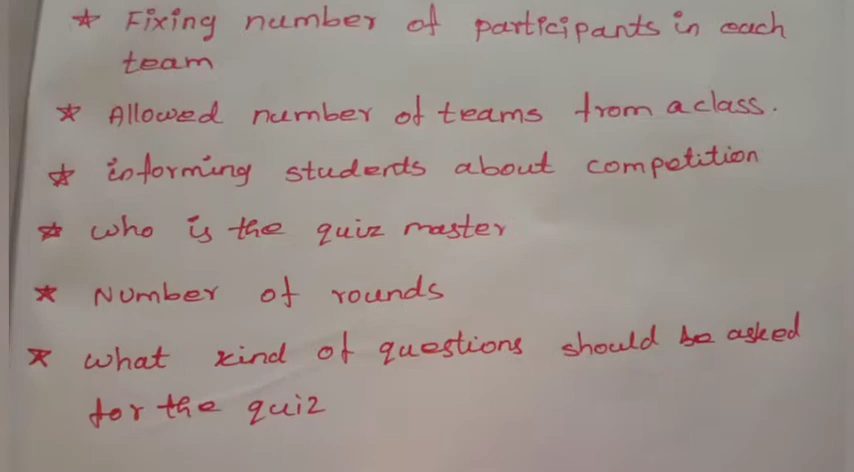 * Fixing number of participants in each
team
* Allowed number of teams from a class.
* informing students about competition
* who is the quiz master
* Number of rounds
* what kind of questions should be asked
for the quiz